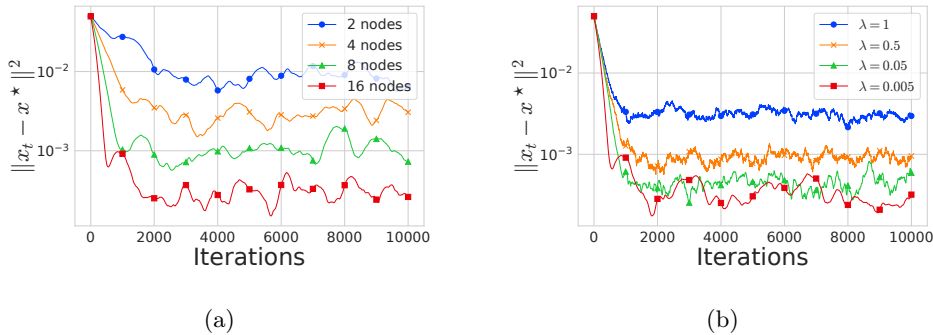 ‖x_t − x^⋆‖^2
10^−2
10^−3
2 nodes
4 nodes
8 nodes
16 nodes
0 2000 4000 6000 8000 10000
Iterations
(a)
‖x_t − x^⋆‖^2
10^−2
10^−3
λ = 1
λ = 0.5
λ = 0.05
λ = 0.005
0 2000 4000 6000 8000 10000
Iterations
(b)